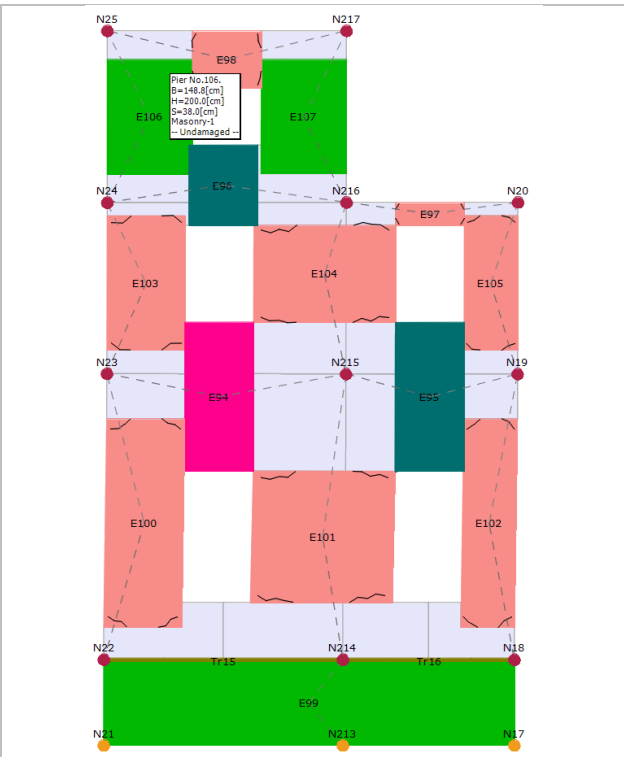 N25 N217
E98
Pier No.106.
B=148.8[cm]
H=200.0[cm]
S=38.0[cm]
Masonry-1
-- Undamaged --
E106 E107
E96
N24 N216 N20
E97
E104
E103 E105
N23 N215 N19
E94 E95
E100 E102
E101
N22 N214 N18
Tr15 Tr16
E99
N21 N213 N17